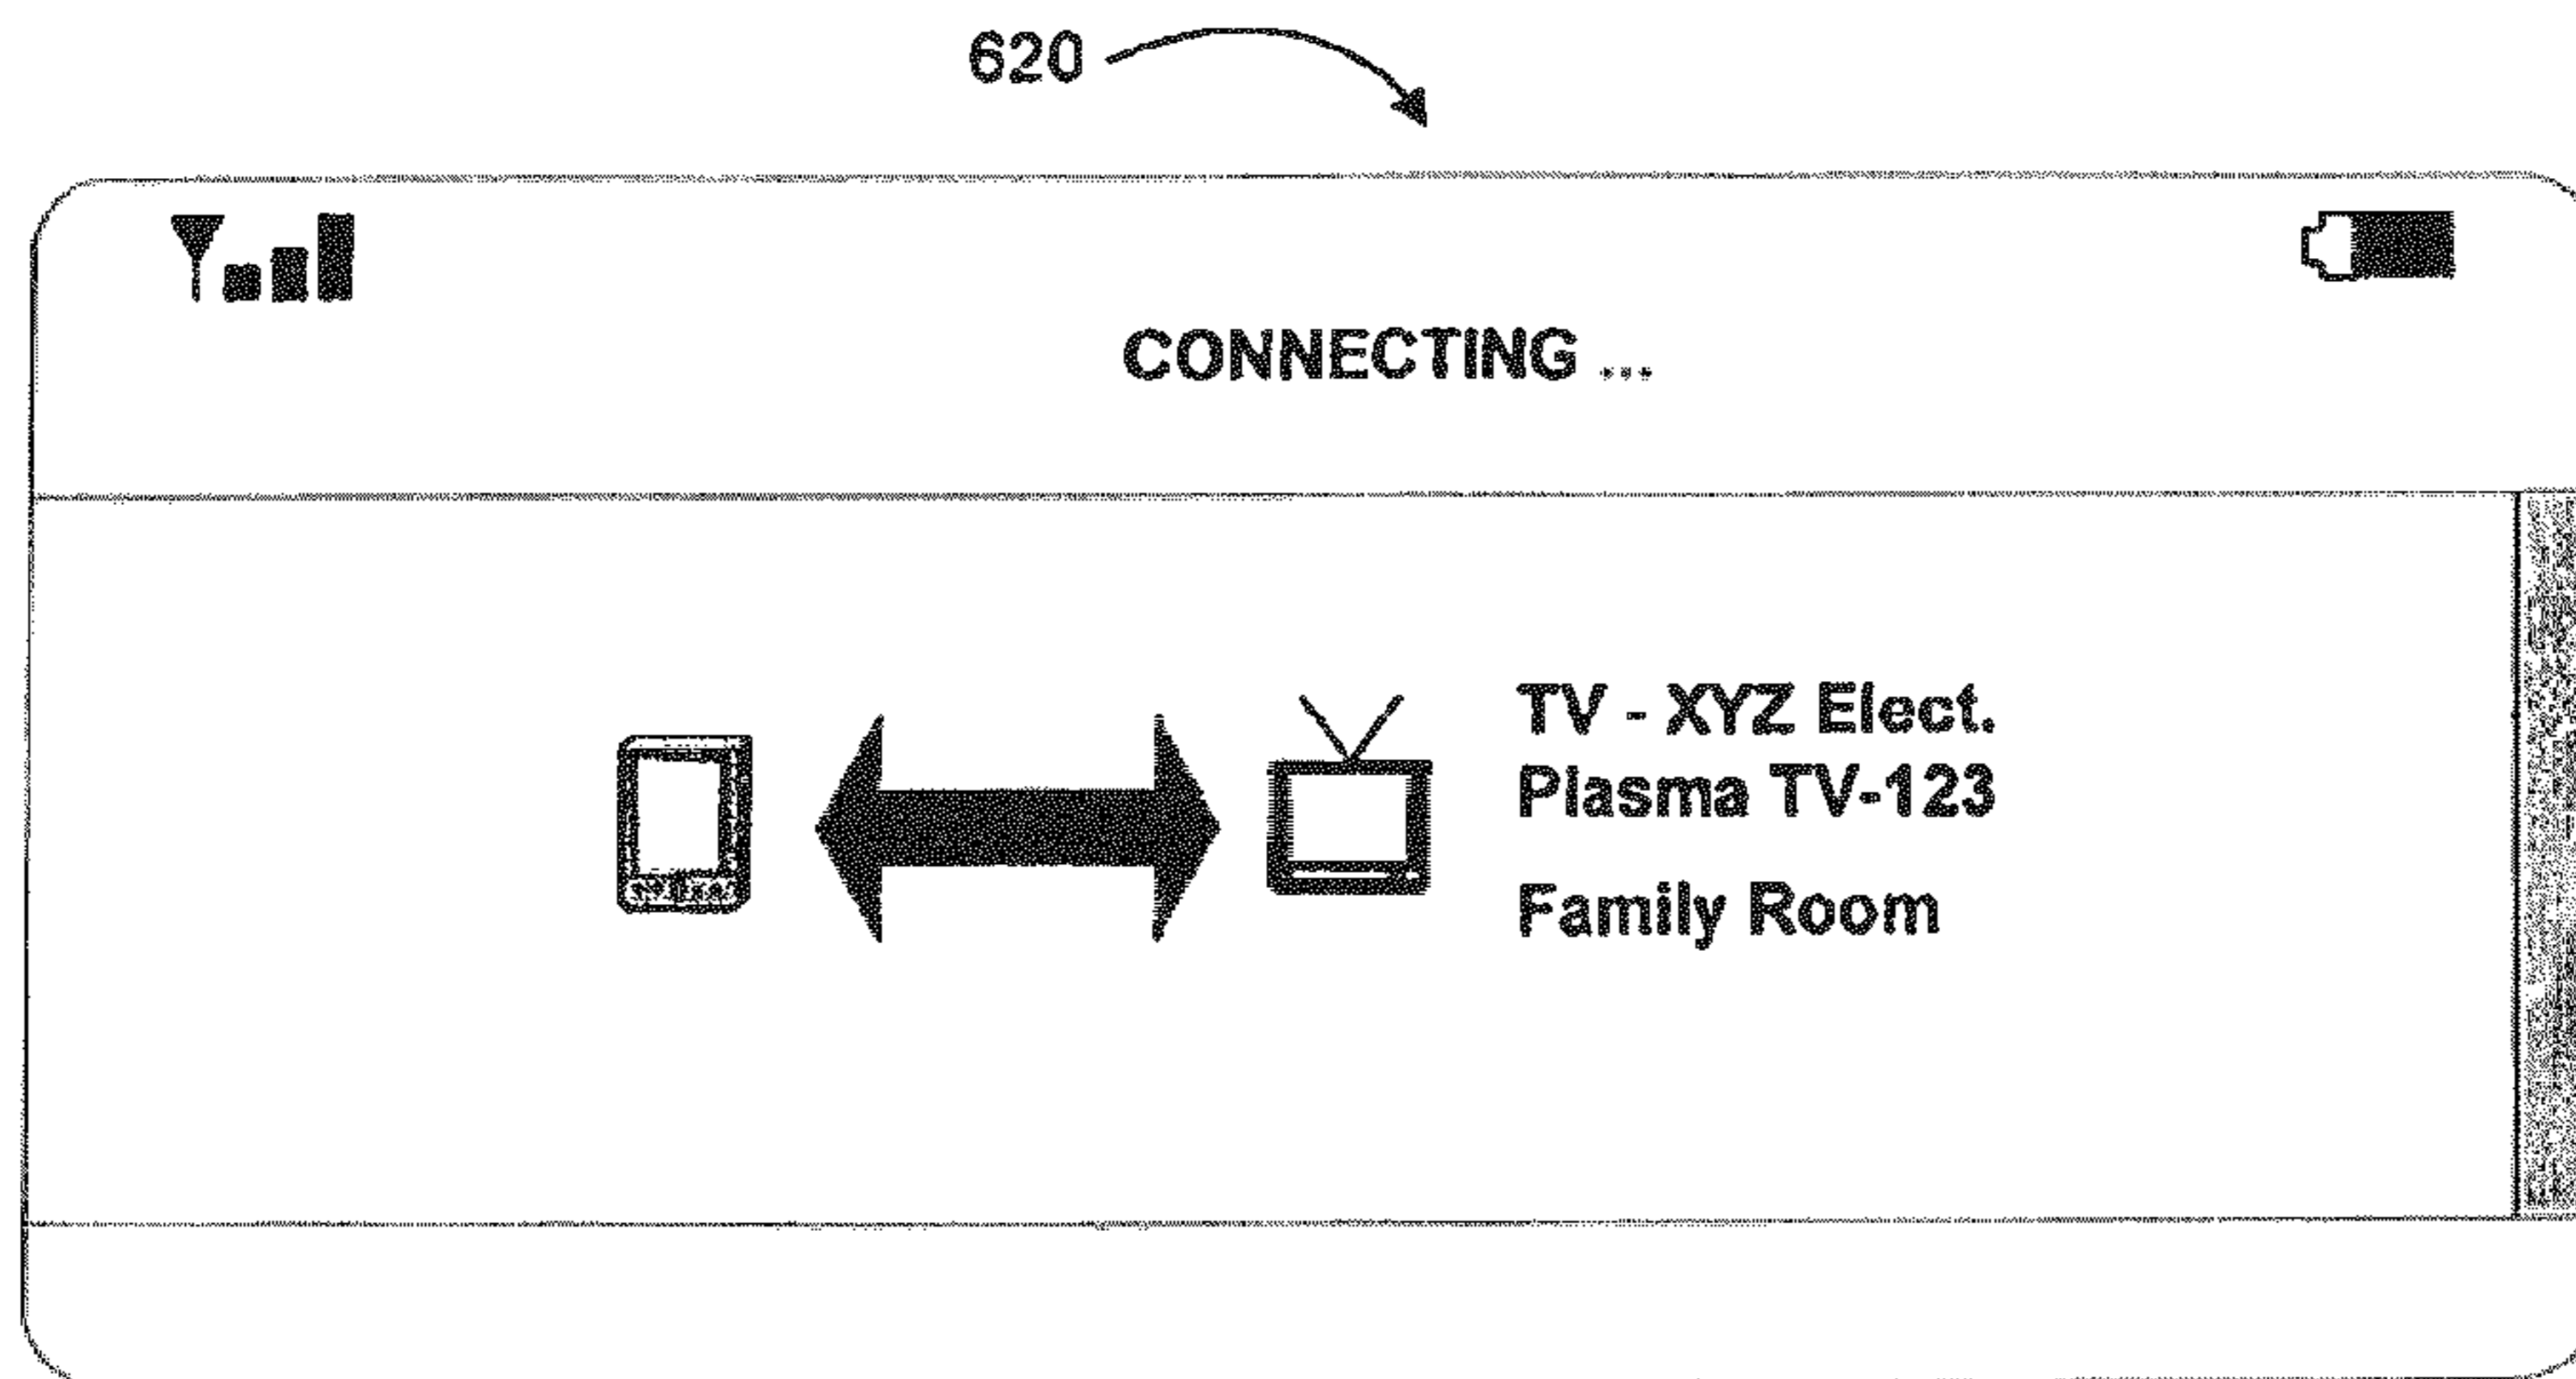 620
CONNECTING ...
TV - XYZ Elect.
Plasma TV-123
Family Room